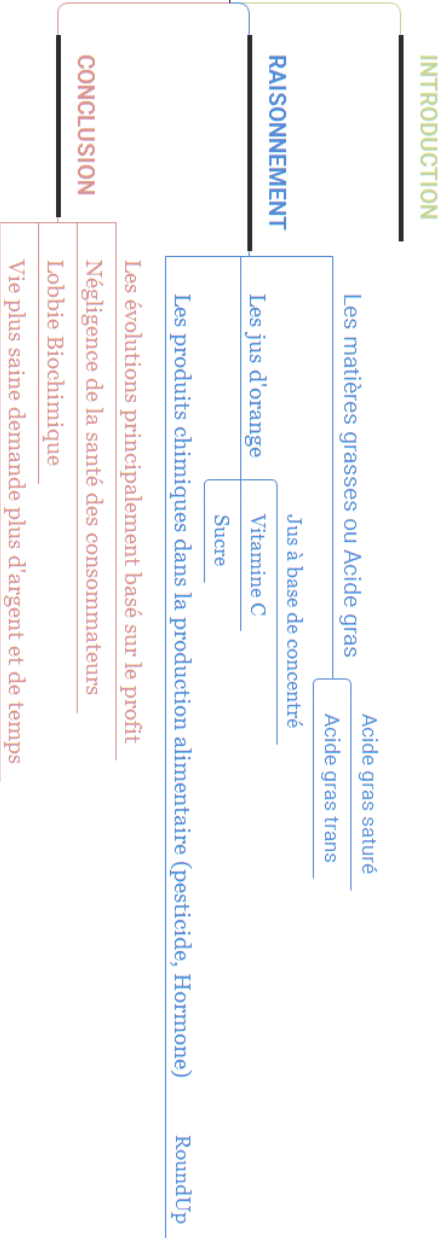 INTRODUCTION
RAISONNEMENT
Les matières grasses ou Acide gras
Acide gras saturé
Acide gras trans
Les jus d'orange
Jus à base de concentré
Vitamine C
Sucre
Les produits chimiques dans la production alimentaire (pesticide, Hormone)
RoundUp
CONCLUSION
Les évolutions principalement basé sur le profit
Négligence de la santé des consommateurs
Lobbie Biochimique
Vie plus saine demande plus d'argent et de temps